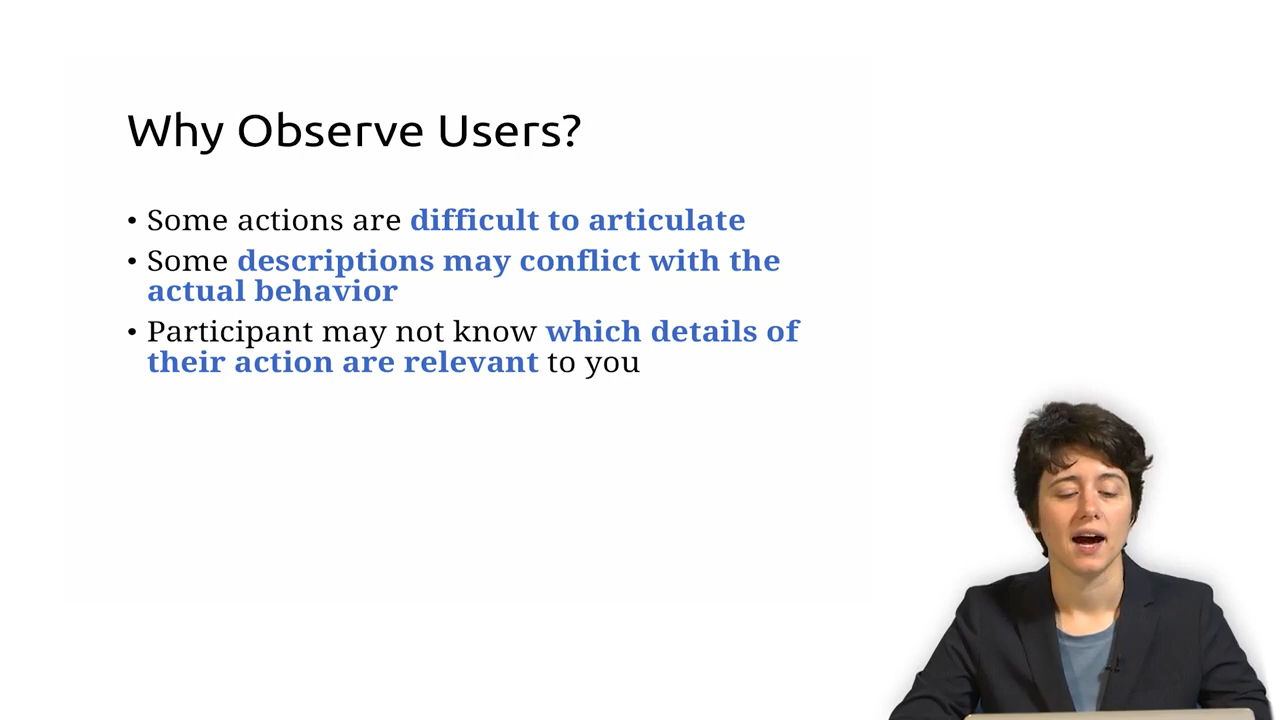 Why Observe Users?
• Some actions are difficult to articulate
• Some descriptions may conflict with the
actual behavior
• Participant may not know which details of
their action are relevant to you